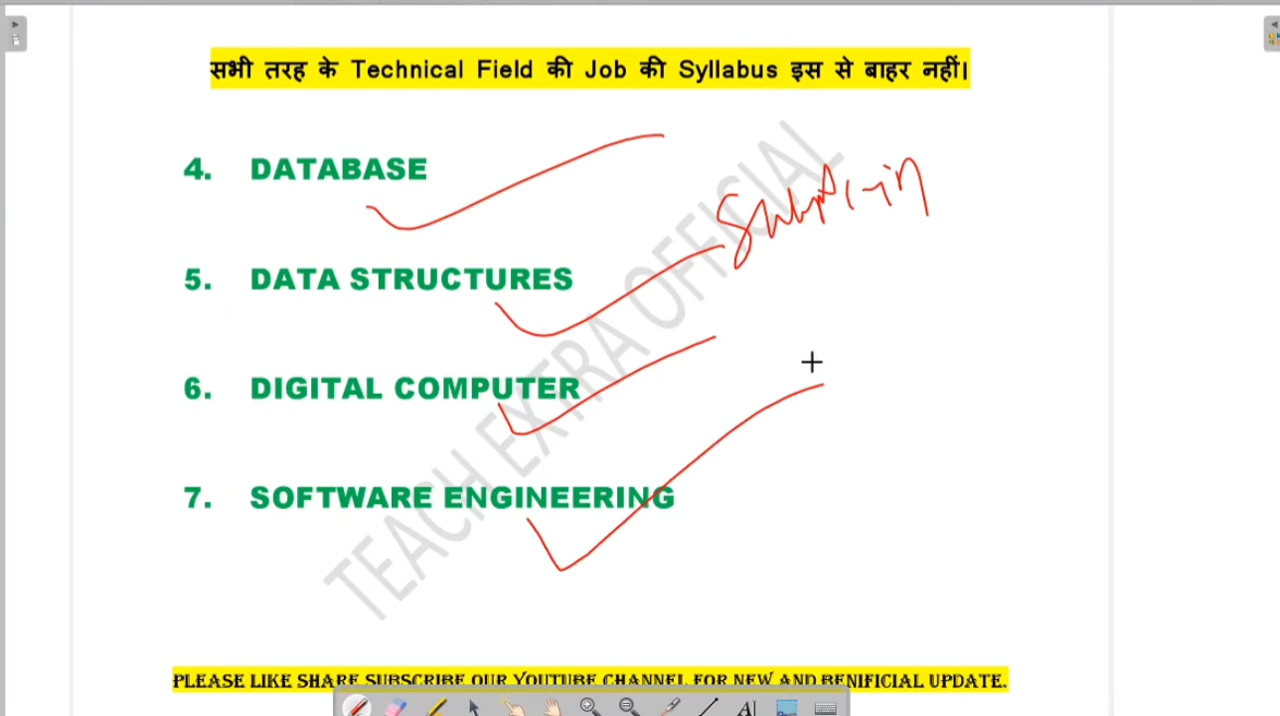 सभी तरह के Technical Field की Job की Syllabus इस से बाहर नहीं।
4. DATABASE
5. DATA STRUCTURES
6. DIGITAL COMPUTER
7. SOFTWARE ENGINEERING
TEACH EXTRA OFFICIAL
PLEASE LIKE SHARE SUBSCRIBE OUR YOUTUBE CHANNEL FOR NEW AND BENIFICIAL UPDATE.